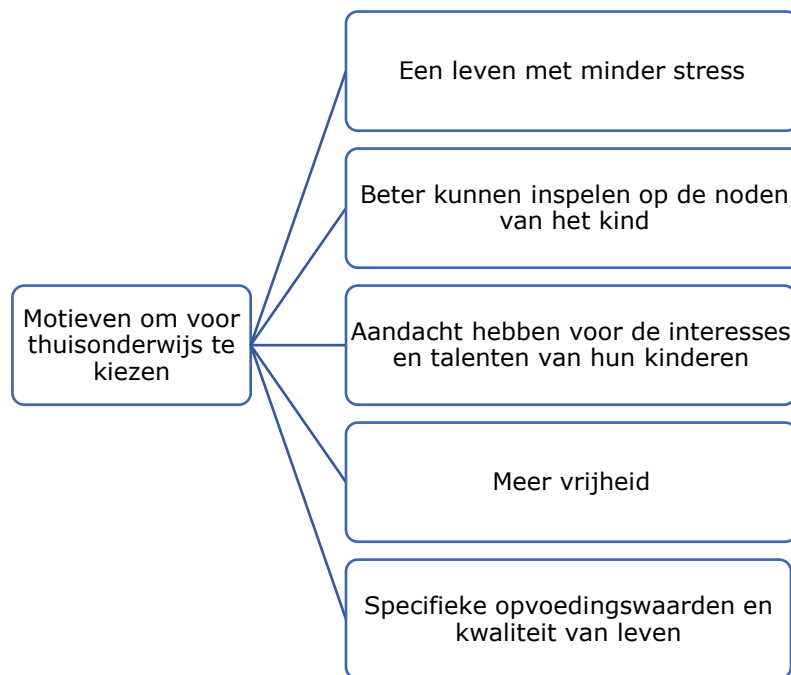 Motieven om voor
thuisonderwijs te
kiezen
Een leven met minder stress
Beter kunnen inspelen op de noden
van het kind
Aandacht hebben voor de interesses
en talenten van hun kinderen
Meer vrijheid
Specifieke opvoedingswaarden en
kwaliteit van leven